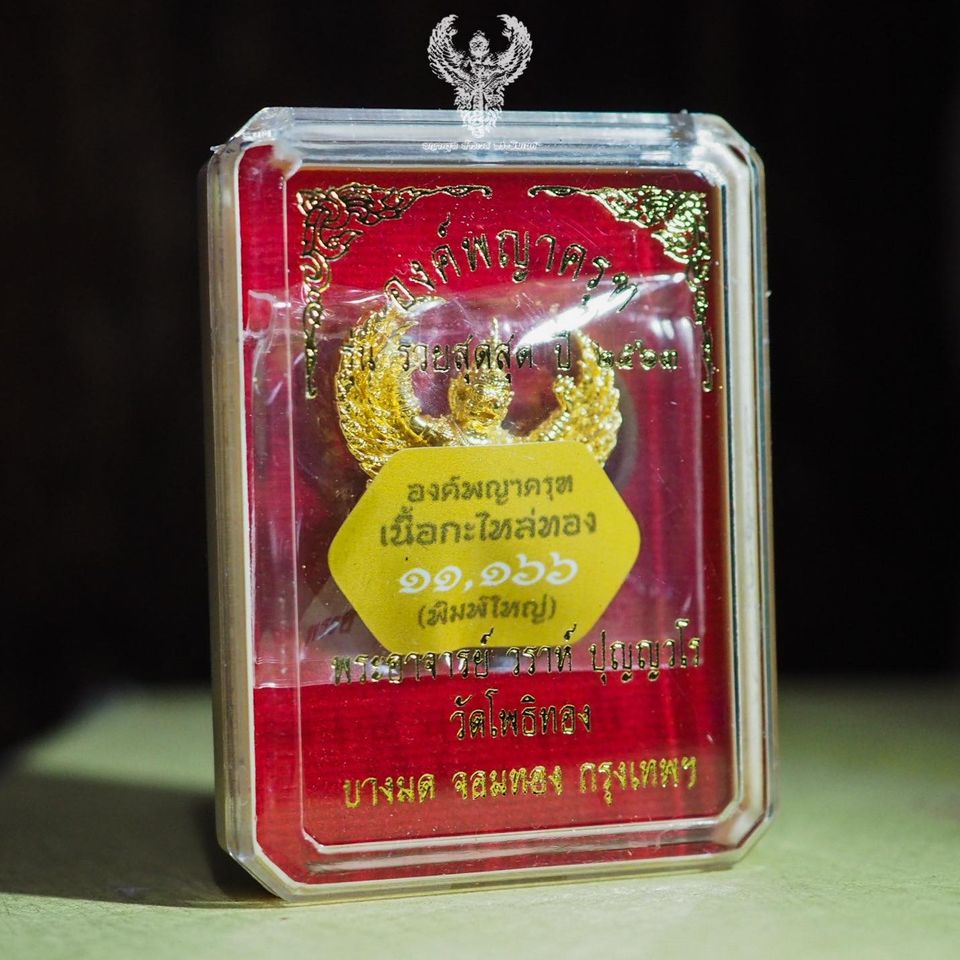 องค์พญาครุฑ
รุ่น รวยสุดสุด ปี ๒๕๖๓
องค์พญาครุฑ
เนื้อกะไหล่ทอง
๑๑,๑๖๖
(พิมพ์ใหญ่)
พระอาจารย์ วราห์ ปุญญวโร
วัดโพธิทอง
บางมด จอมทอง กรุงเทพฯ